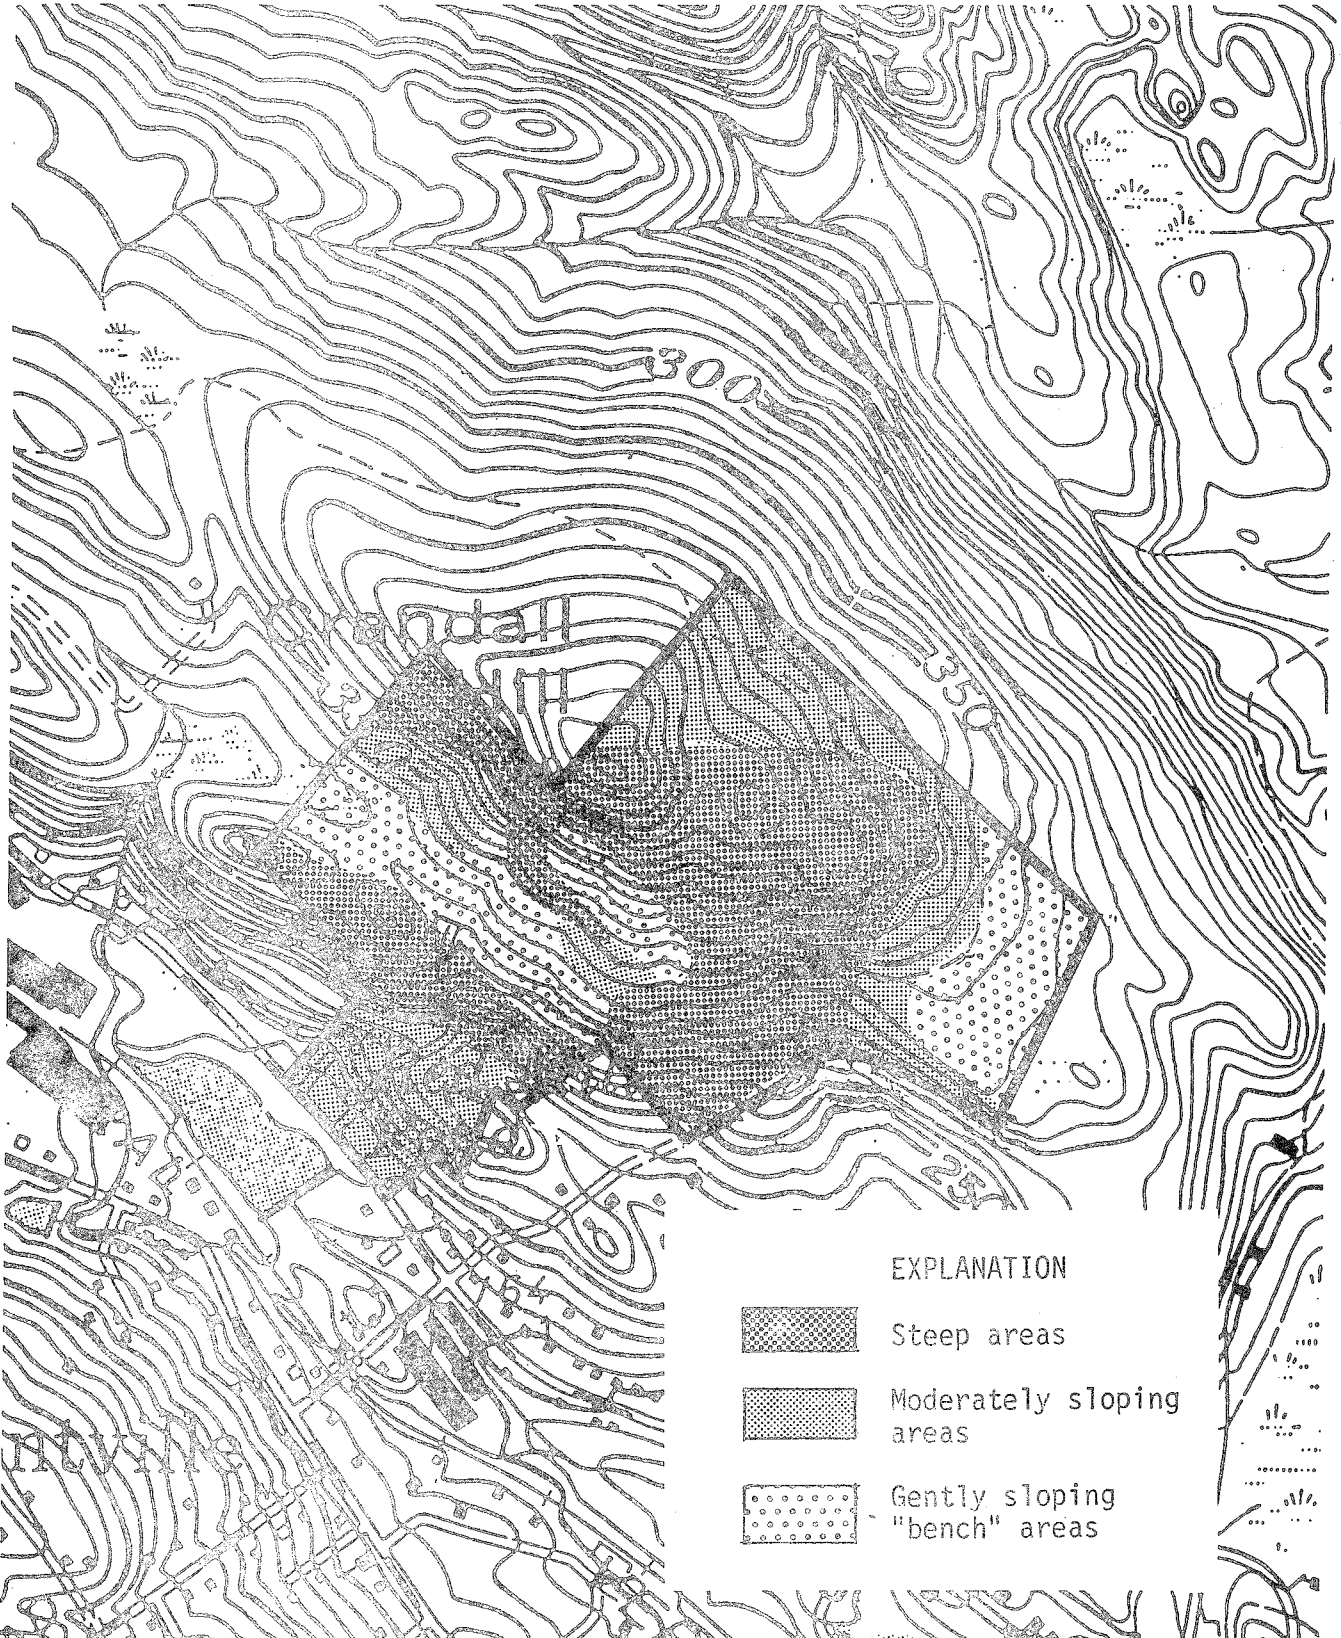 300
Crandall
Hill
350
EXPLANATION
Steep areas
Moderately sloping
areas
Gently sloping
"bench" areas